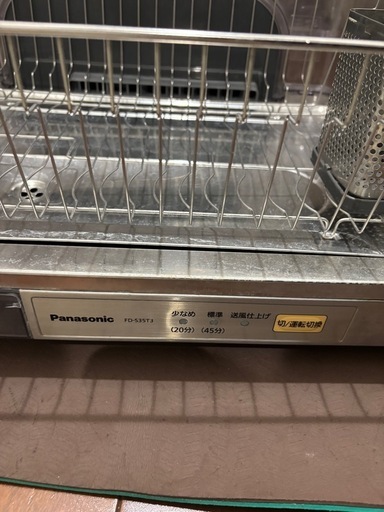 Panasonic FD-S35T3 少なめ 標準 送風仕上げ
(20分) (45分)
切/運転切換